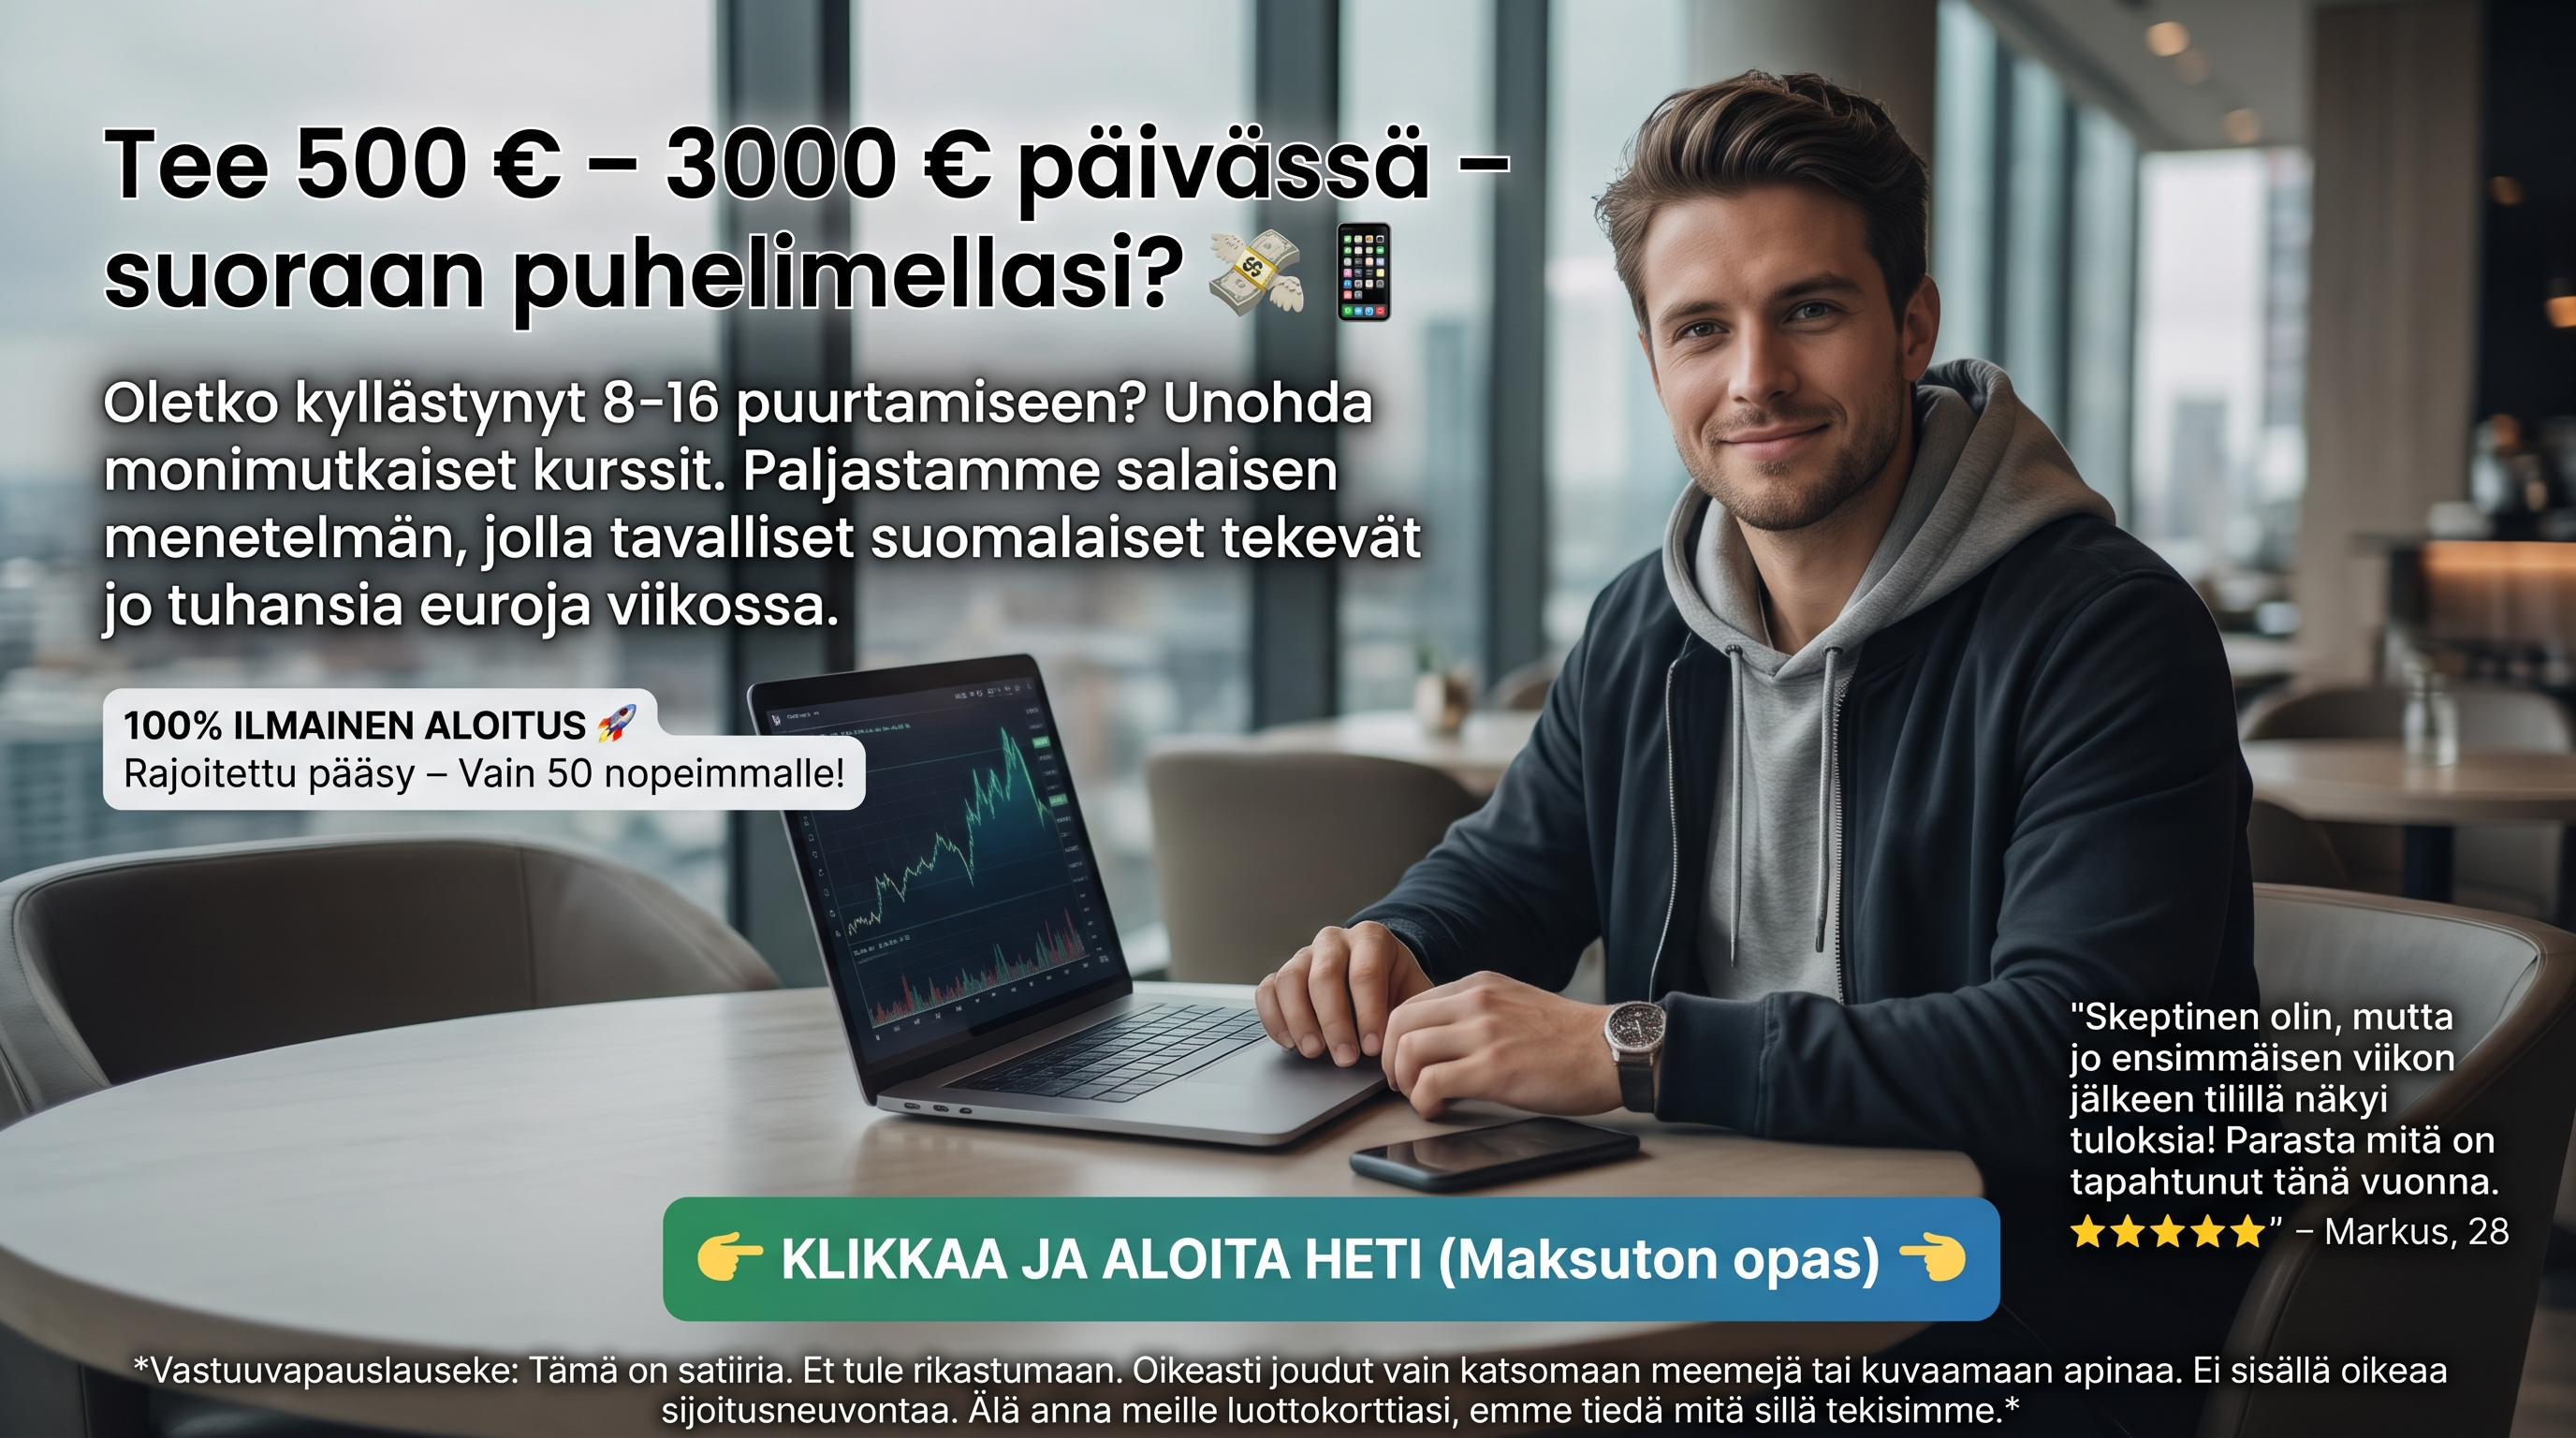 Tee 500 € – 3000 € päivässä –
suoraan puhelimellasi? 💸 📱
Oletko kyllästynyt 8–16 puurtamiseen? Unohda
monimutkaiset kurssit. Paljastamme salaisen
menetelmän, jolla tavalliset suomalaiset tekevät
jo tuhansia euroja viikossa.
100% ILMAINEN ALOITUS 🚀
Rajoitettu pääsy – Vain 50 nopeimmalle!
"Skeptinen olin, mutta
jo ensimmäisen viikon
jälkeen tilillä näkyi
tuloksia! Parasta mitä on
tapahtunut tänä vuonna.
⭐⭐⭐⭐⭐” – Markus, 28
👉 KLIKKAA JA ALOITA HETI (Maksuton opas) 👈
*Vastuuvapauslauseke: Tämä on satiiria. Et tule rikastumaan. Oikeasti joudut vain katsomaan meemejä tai kuvaamaan apinaa. Ei sisällä oikeaa
sijoitusneuvontaa. Älä anna meille luottokorttiasi, emme tiedä mitä sillä tekisimme.*